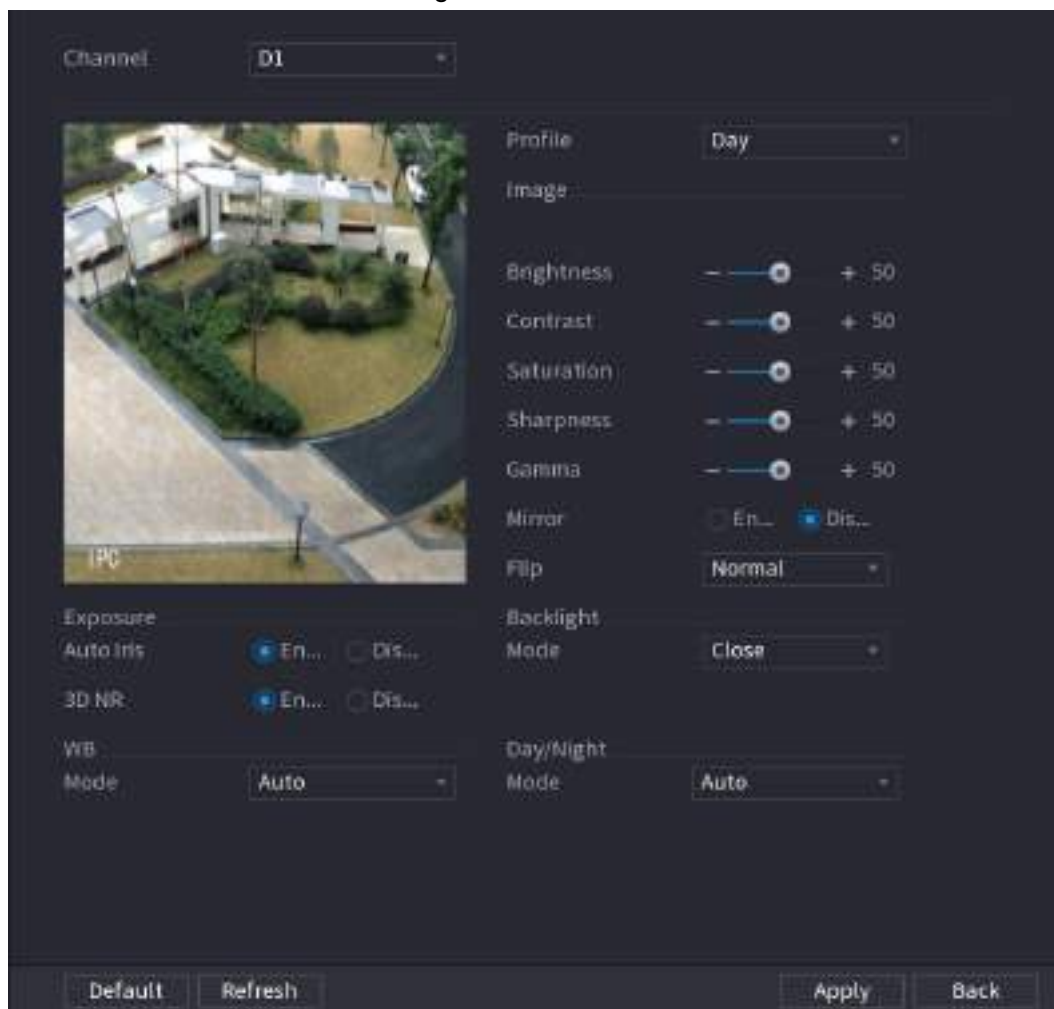 Channel D1
Profile Day
Image
Brightness - + 50
Contrast - + 50
Saturation - + 50
Sharpness - + 50
Gamma - + 50
Mirror En... Dis...
IPC
Flip Normal
Exposure Backlight
Auto Iris En... Dis... Mode Close
3D NR En... Dis...
WB Day/Night
Mode Auto Mode Auto
Default Refresh Apply Back